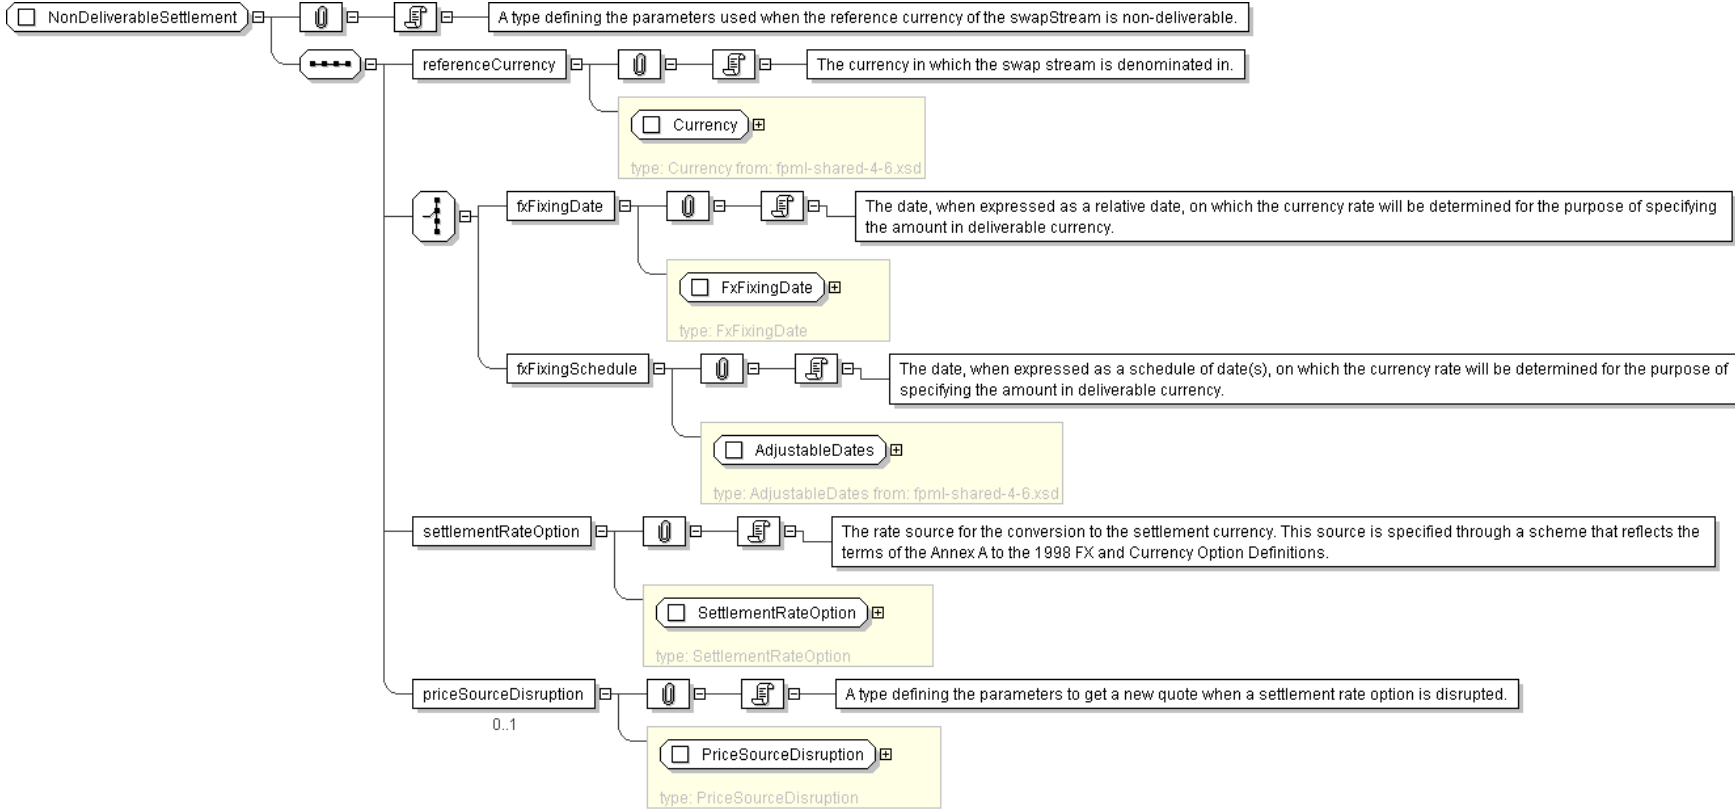 NonDeliverableSettlement
A type defining the parameters used when the reference currency of the swapStream is non-deliverable.
referenceCurrency
The currency in which the swap stream is denominated in.
Currency
type: Currency from: fpml-shared-4-6.xsd
fxFixingDate
The date, when expressed as a relative date, on which the currency rate will be determined for the purpose of specifying
the amount in deliverable currency.
FxFixingDate
type: FxFixingDate
fxFixingSchedule
The date, when expressed as a schedule of date(s), on which the currency rate will be determined for the purpose of
specifying the amount in deliverable currency.
AdjustableDates
type: AdjustableDates from: fpml-shared-4-6.xsd
settlementRateOption
The rate source for the conversion to the settlement currency. This source is specified through a scheme that reflects the
terms of the Annex A to the 1998 FX and Currency Option Definitions.
SettlementRateOption
type: SettlementRateOption
priceSourceDisruption
A type defining the parameters to get a new quote when a settlement rate option is disrupted.
0..1
PriceSourceDisruption
type: PriceSourceDisruption